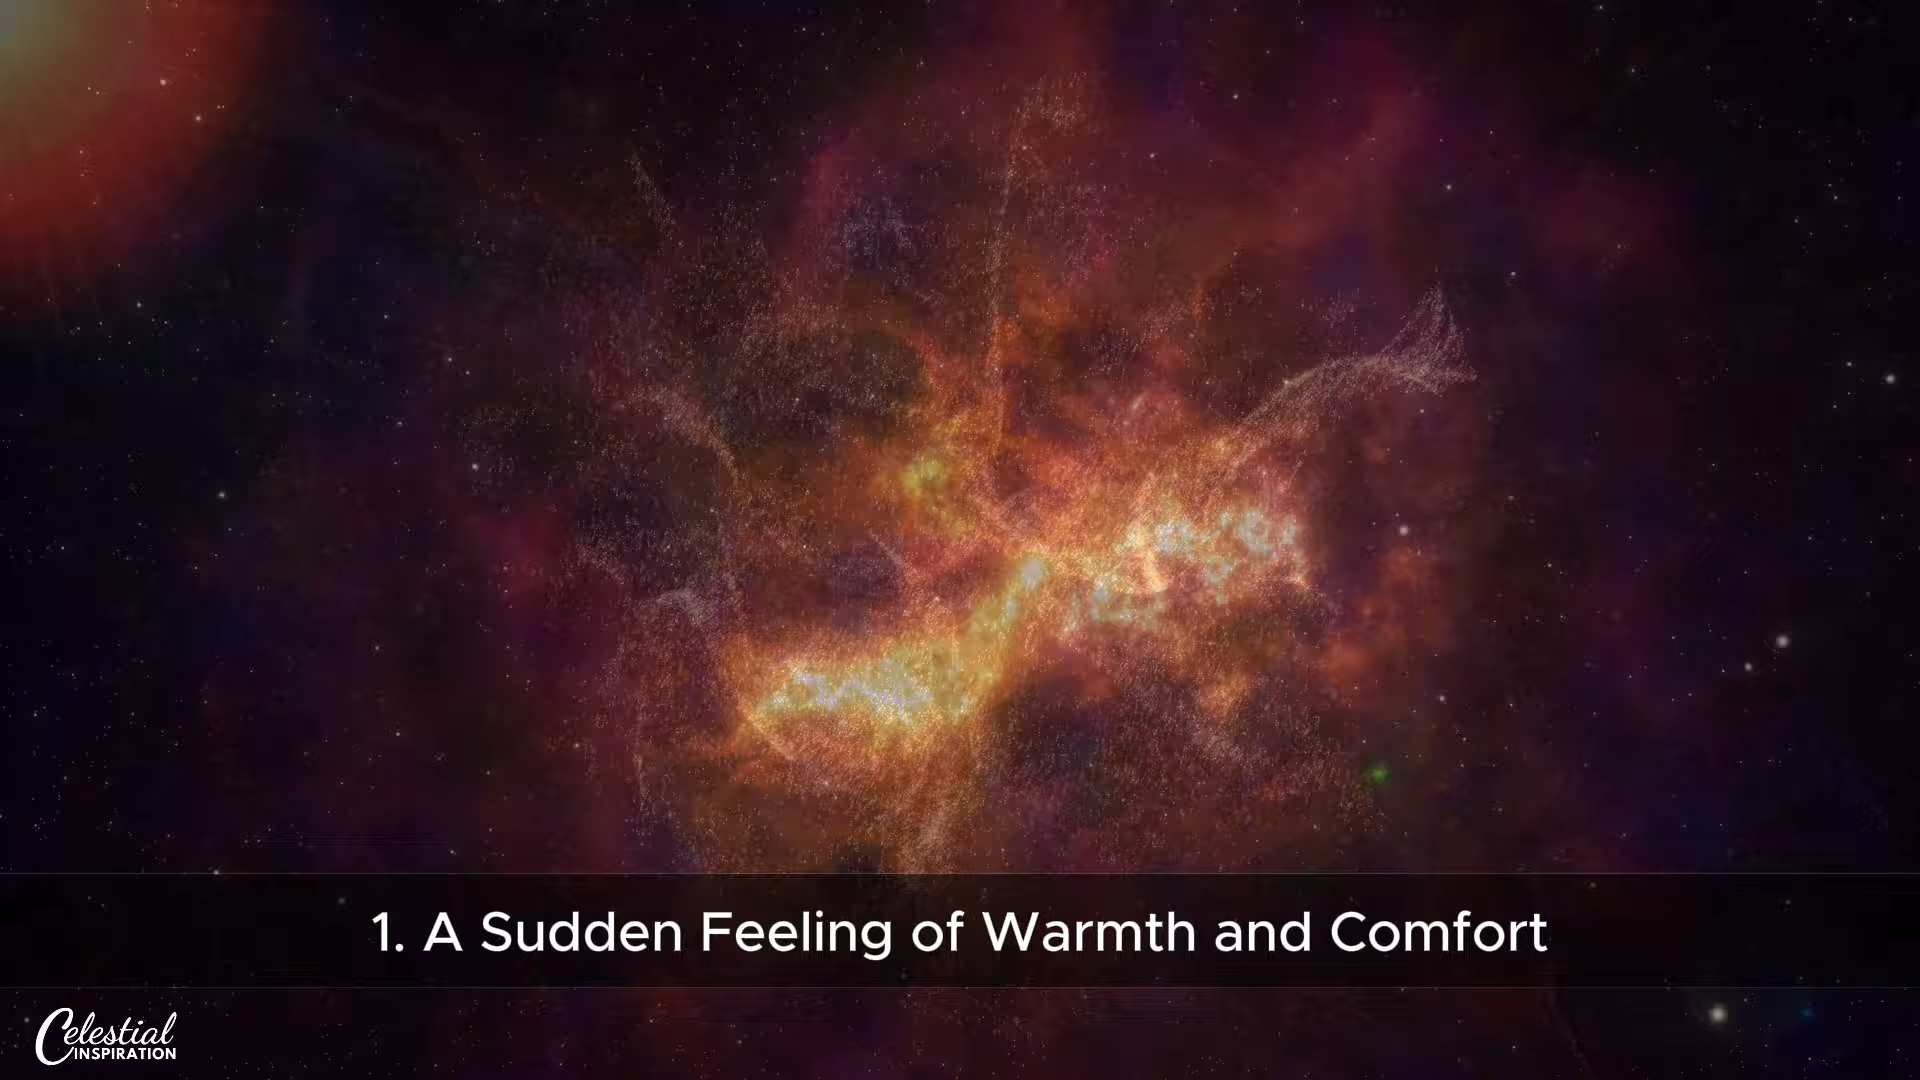 1. A Sudden Feeling of Warmth and Comfort
Celestial
INSPIRATION